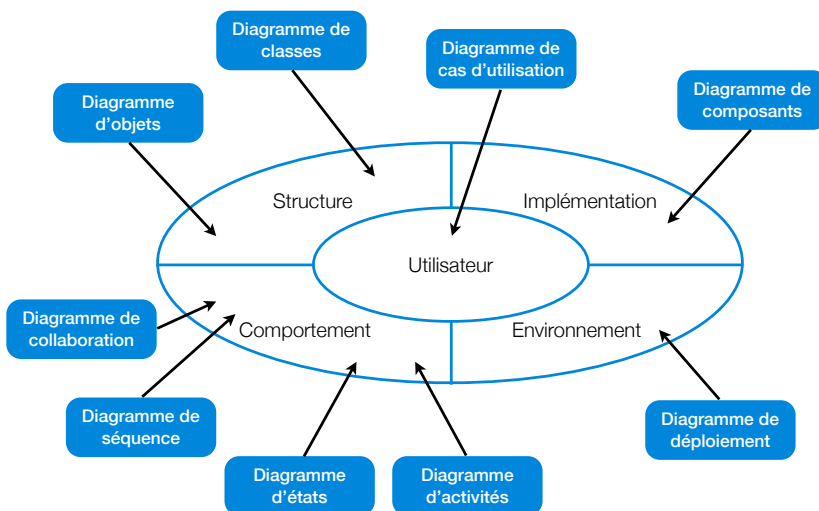 Diagramme de
classes
Diagramme de
cas d'utilisation
Diagramme
d'objets
Diagramme de
composants
Structure
Implémentation
Utilisateur
Comportement
Environnement
Diagramme de
collaboration
Diagramme de
séquence
Diagramme de
déploiement
Diagramme
d'états
Diagramme
d'activités